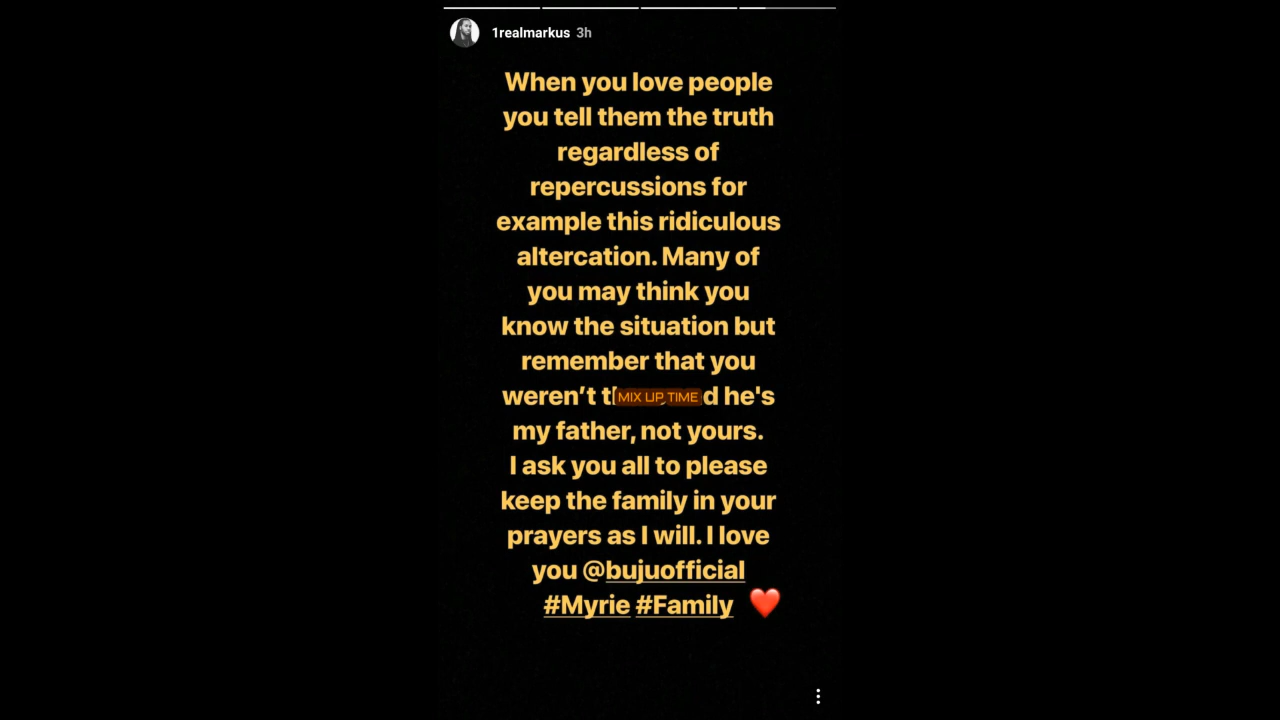 1realmarkus 3h
When you love people
you tell them the truth
regardless of
repercussions for
example this ridiculous
altercation. Many of
you may think you
know the situation but
remember that you
weren't he's
MIX UP TIME
my father, not yours.
I ask you all to please
keep the family in your
prayers as I will. I love
you @bujuofficial
#Myrie #Family